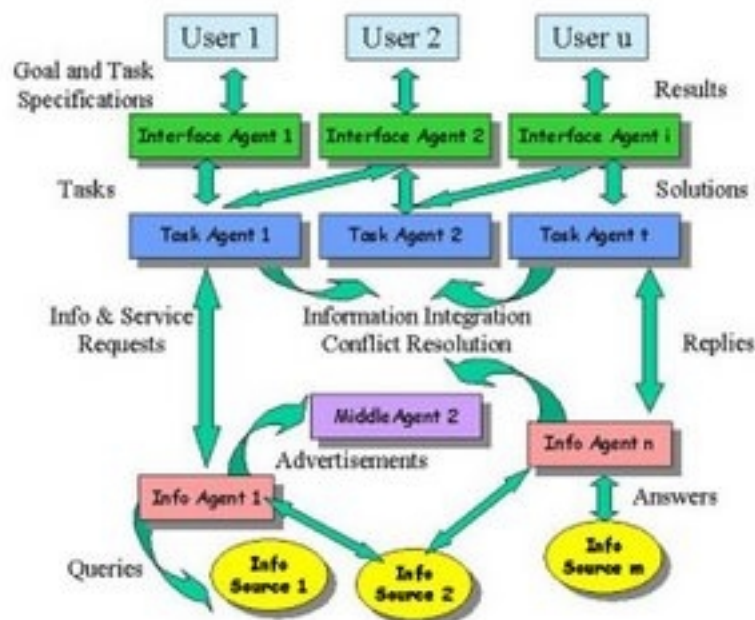 User 1
User 2
User u
Goal and Task
Specifications
Results
Interface Agent 1
Interface Agent 2
Interface Agent i
Tasks
Solutions
Task Agent 1
Task Agent 2
Task Agent t
Info & Service
Requests
Information Integration
Conflict Resolution
Replies
Middle Agent 2
Info Agent n
Advertisements
Info Agent 1
Answers
Queries
Info
Source 1
Info
Source 2
Info
Source m